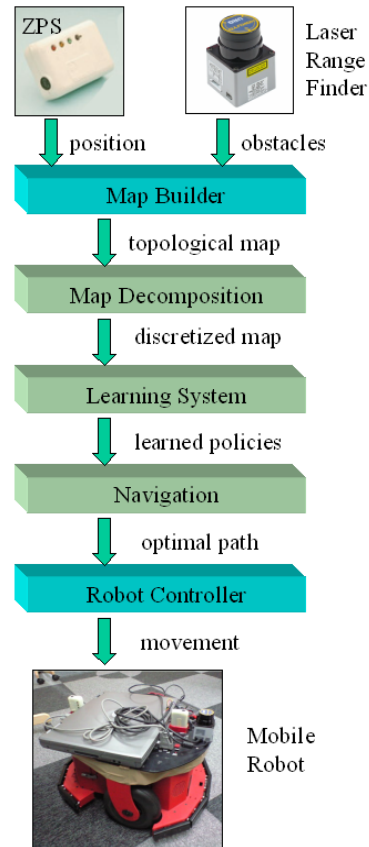 ZPS
Laser
Range
Finder
position
obstacles
Map Builder
topological map
Map Decomposition
discretized map
Learning System
learned policies
Navigation
optimal path
Robot Controller
movement
Mobile
Robot